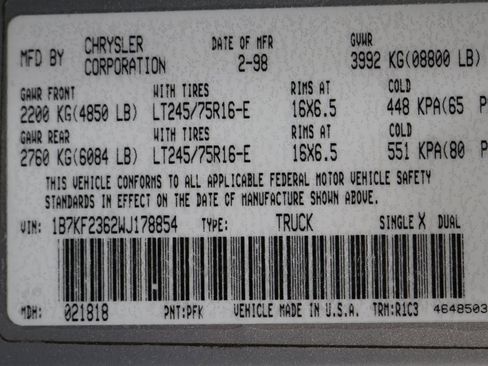 MFD BY CHRYSLER CORPORATION DATE OF MFR 2-98 GVWR 3992 KG(08800 LB)
GAWR FRONT WITH TIRES RIMS AT COLD
2200 KG(4850 LB) LT245/75R16-E 16X6.5 448 KPA(65 P
GAWR REAR WITH TIRES RIMS AT COLD
2760 KG(6084 LB) LT245/75R16-E 16X6.5 551 KPA(80 P
THIS VEHICLE CONFORMS TO ALL APPLICABLE FEDERAL MOTOR VEHICLE SAFETY
STANDARDS IN EFFECT ON THE DATE OF MANUFACTURE SHOWN ABOVE.
VIN: 1B7KF2362WJ178854 TYPE: TRUCK SINGLE X DUAL
MDH: 021818 PNT:PFK VEHICLE MADE IN U.S.A. TRM:R1C3 4648503